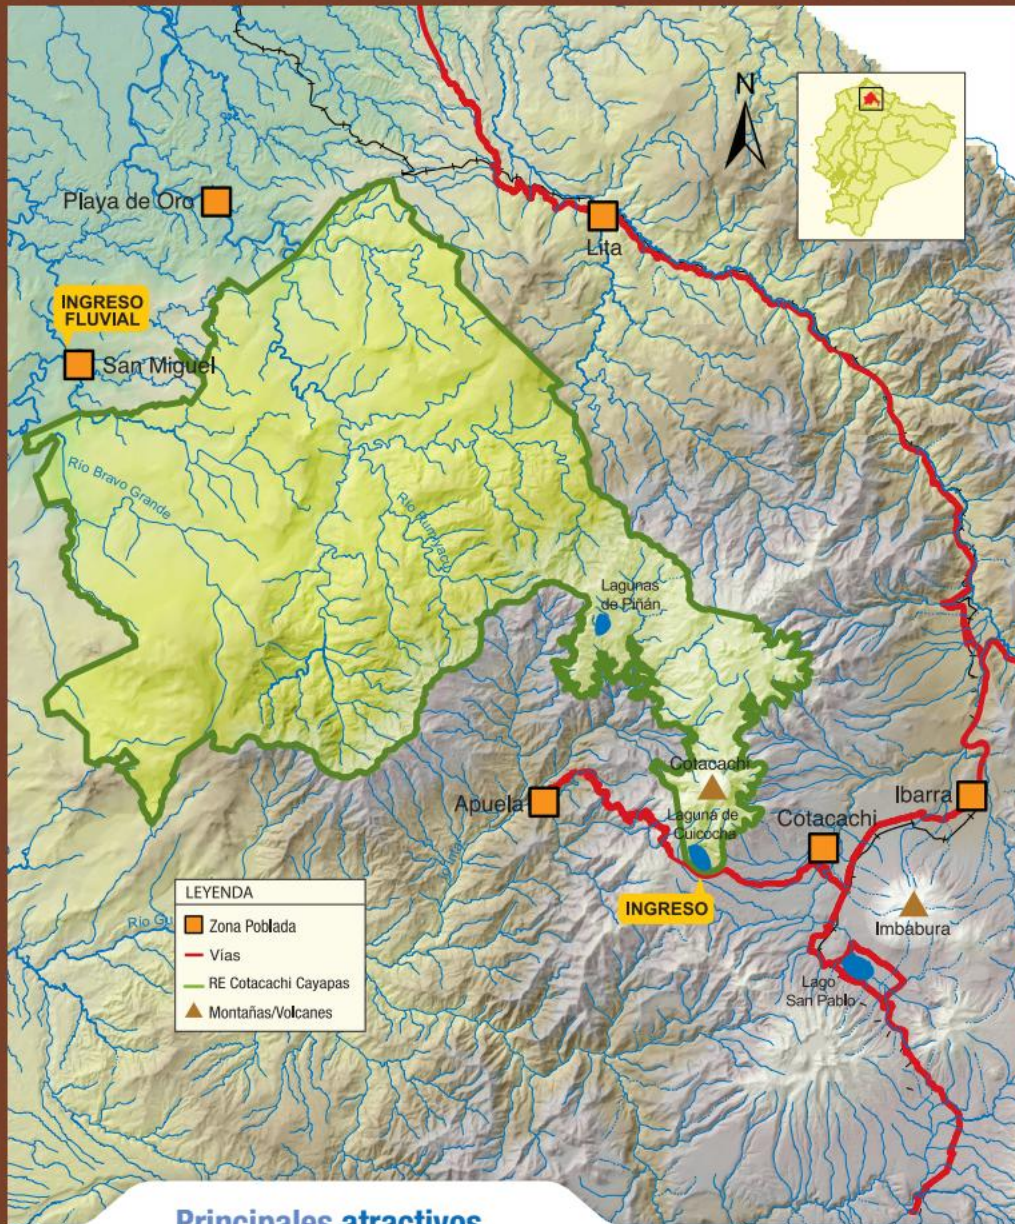 N
Playa de Oro
Lita
INGRESO
FLUVIAL
San Miguel
Río Bravo Grande
Río Rumiyacu
Lagunas
de Piñán
Cotacachi
Apuela
Laguna de
Cuicocha
Cotacachi
Ibarra
INGRESO
Imbabura
Lago
San Pablo
Río
LEYENDA
Zona Poblada
Vías
RE Cotacachi Cayapas
Montañas/Volcanes
Principales atractivos